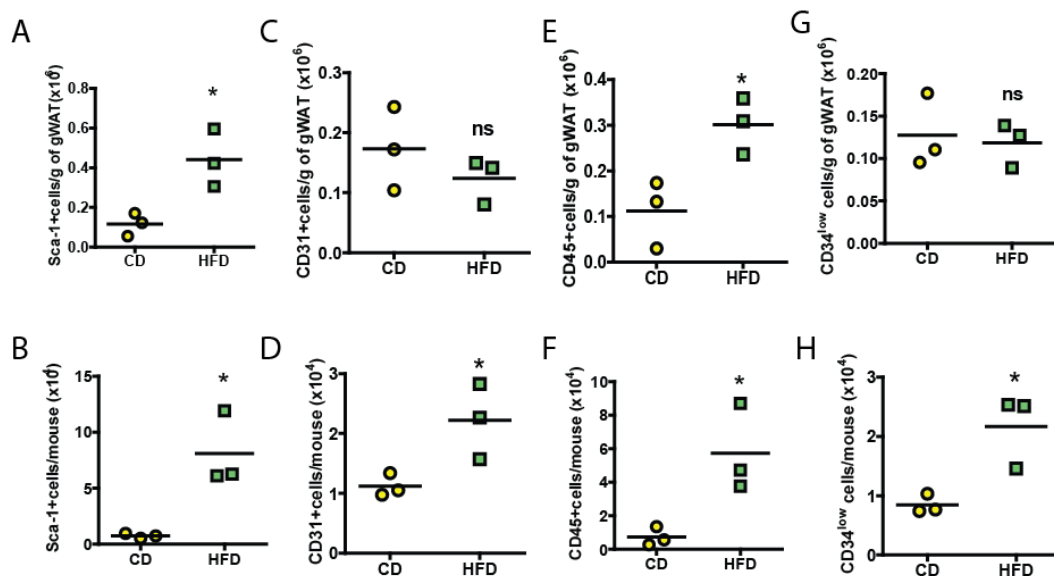 A
Sca-1+cells/g of gWAT(x10⁶)
0.8
0.6
0.4
0.2
0.0
*
CD
HFD
C
CD31+cells/g of gWAT (x10⁶)
0.3
0.2
0.1
0.0
ns
CD
HFD
E
CD45+cells/g of gWAT (x10⁶)
0.4
0.3
0.1
0.0
*
CD
HFD
G
CD34ˡᵒʷ cells/g of gWAT (x10⁶)
0.20
0.15
0.10
0.05
0.00
ns
CD
HFD
B
Sca-1+cells/mouse (x10⁴)
15
10
5
0
*
CD
HFD
D
CD31+cells/mouse (x10⁴)
3
2
1
0
*
CD
HFD
F
CD45+cells/mouse (x10⁴)
10
8
6
4
2
0
*
CD
HFD
H
CD34ˡᵒʷ cells/mouse (x10⁴)
3
2
1
0
*
CD
HFD